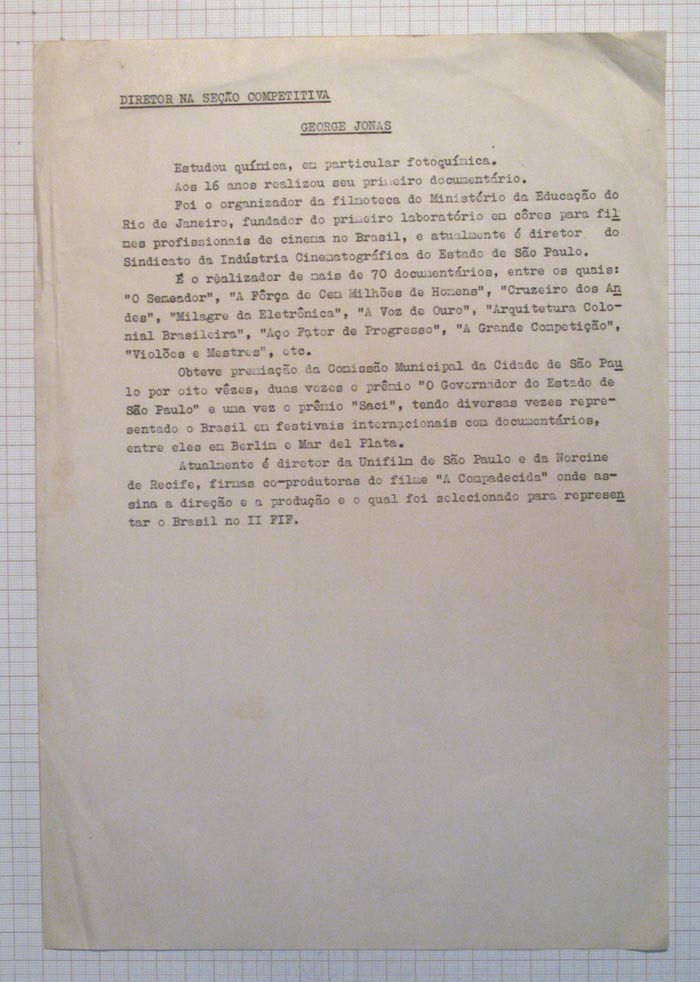 DIRETOR NA SEÇÃO COMPETITIVA
GEORGE JONAS
Estudou química, em particular fotoquímica.
Aos 16 anos realizou seu primeiro documentário.
Foi o organizador da filmoteca do Ministério da Educação do
Rio de Janeiro, fundador do primeiro laboratório em côres para fil
mes profissionais de cinema no Brasil, e atualmente é diretor do
Sindicato da Indústria Cinematográfica do Estado de São Paulo.
É o realizador de mais de 70 documentários, entre os quais:
"O Semeador", "A Fôrça de Cem Milhões de Homens", "Cruzeiro dos An
des", "Milagre da Eletrônica", "A Voz de Ouro", "Arquitetura Colo-
nial Brasileira", "Aço Fator de Progresso", "A Grande Competição",
"Violões e Mestres", etc.
Obteve premiação da Comissão Municipal da Cidade de São Pau
lo por oito vêzes, duas vezes o prêmio "O Governador do Estado de
São Paulo" e uma vez o prêmio "Saci", tendo diversas vezes repre-
sentado o Brasil em festivais internacionais com documentários,
entre eles em Berlin e Mar del Plata.
Atualmente é diretor da Unifilm de São Paulo e da Norcine
de Recife, firmas co-produtoras do filme "A Compadecida" onde as-
sina a direção e a produção e o qual foi selecionado para represen
tar o Brasil no II FIF.